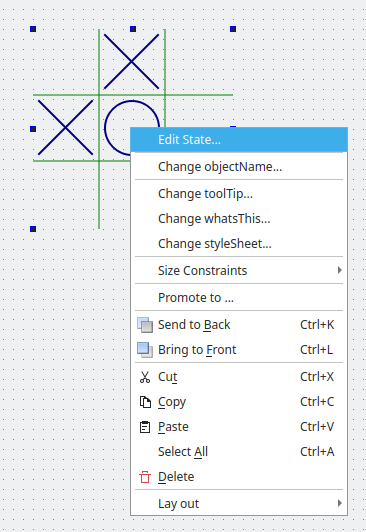 Edit State...
Change objectName...
Change toolTip...
Change whatsThis...
Change styleSheet...
Size Constraints
Promote to ...
Send to Back Ctrl+K
Bring to Front Ctrl+L
Cut Ctrl+X
Copy Ctrl+C
Paste Ctrl+V
Select All Ctrl+A
Delete
Lay out